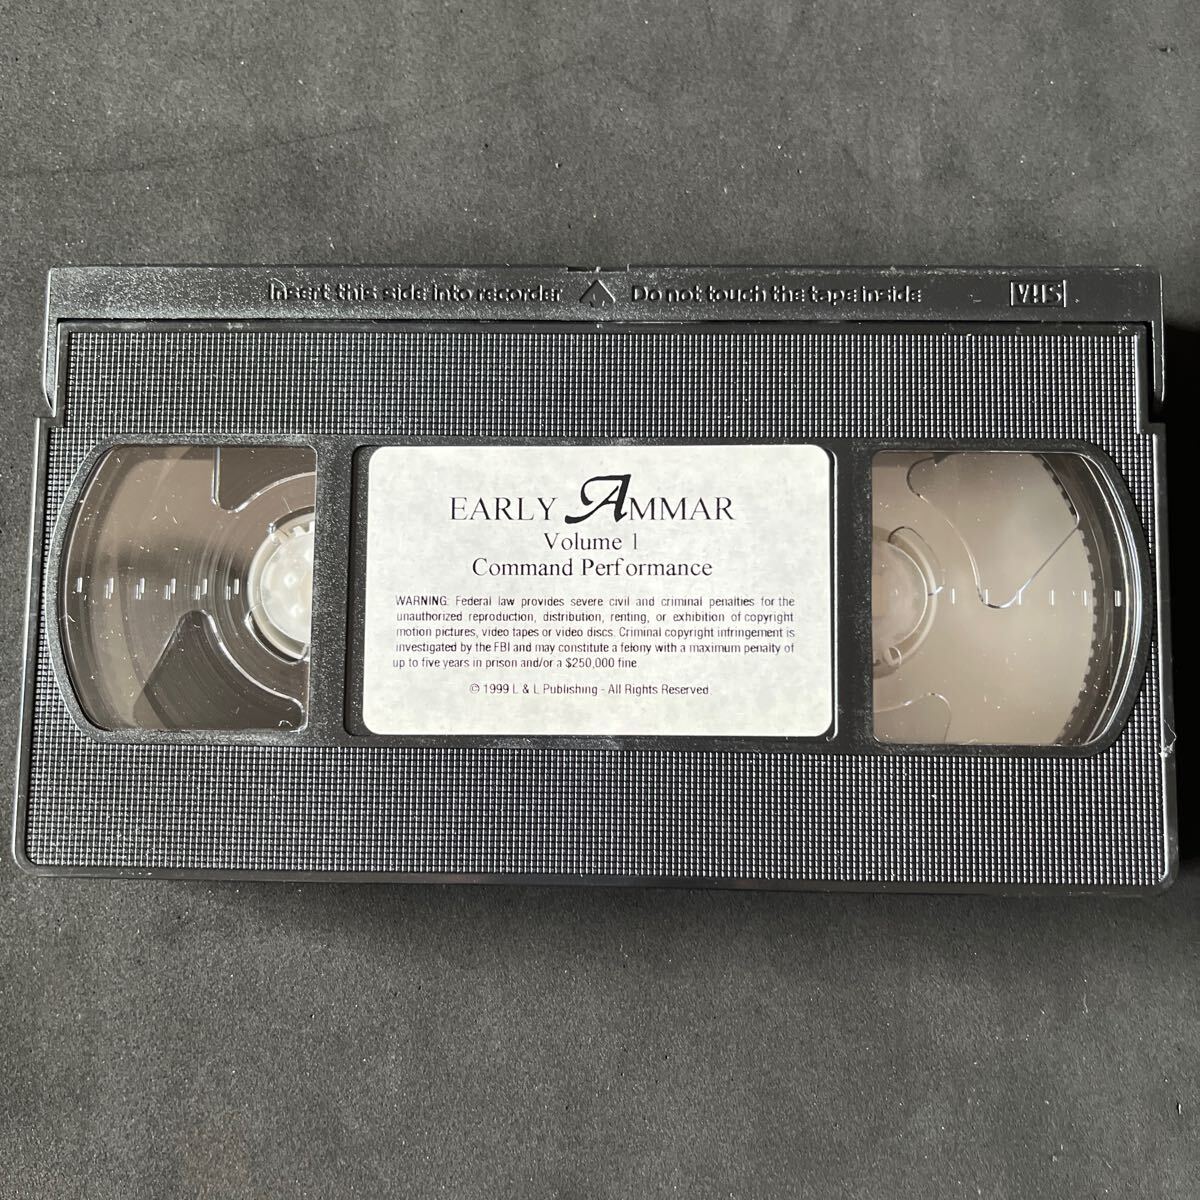 Insert this side into recorder Do not touch the tape inside VHS
EARLY AMMAR
Volume 1
Command Performance
WARNING: Federal law provides severe civil and criminal penalties for the
unauthorized reproduction, distribution, renting, or exhibition of copyright
motion pictures, video tapes or video discs. Criminal copyright infringement is
investigated by the FBI and may constitute a felony with a maximum penalty of
up to five years in prison and/or a $250,000 fine
© 1999 L & L Publishing - All Rights Reserved.